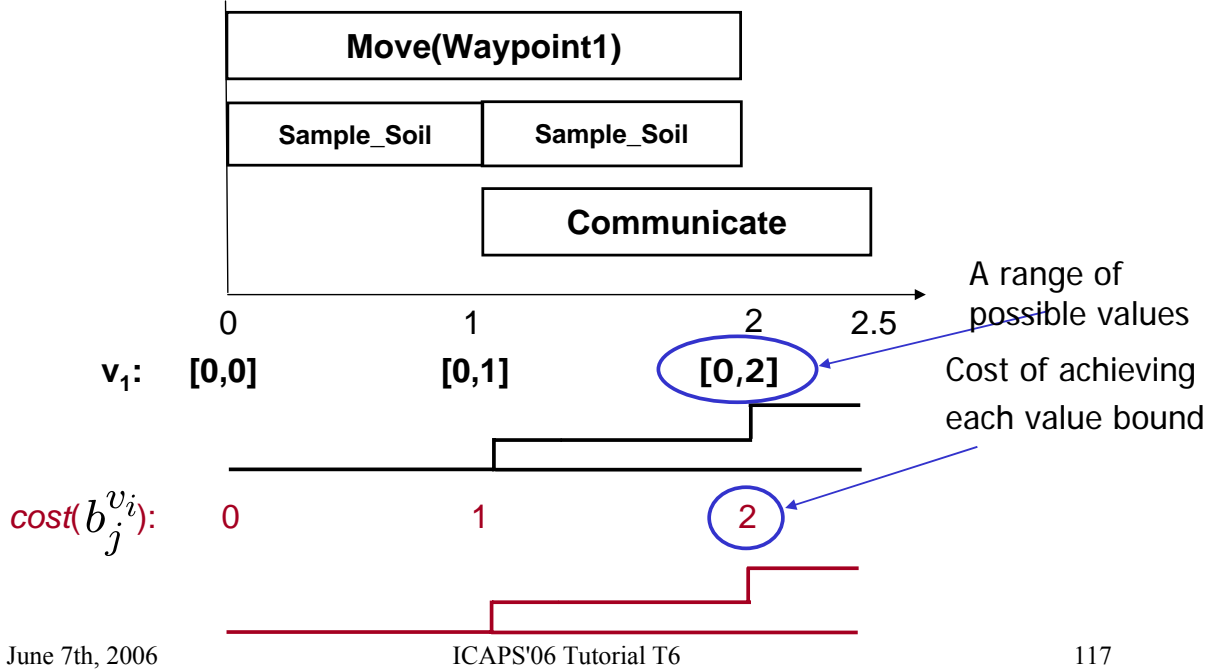 Move(Waypoint1)
Sample_Soil Sample_Soil
Communicate
A range of
possible values
0 1 2 2.5
v₁: [0,0] [0,1] [0,2]
Cost of achieving
each value bound
cost(b_j^{v_i}): 0 1 2
June 7th, 2006 ICAPS'06 Tutorial T6 117